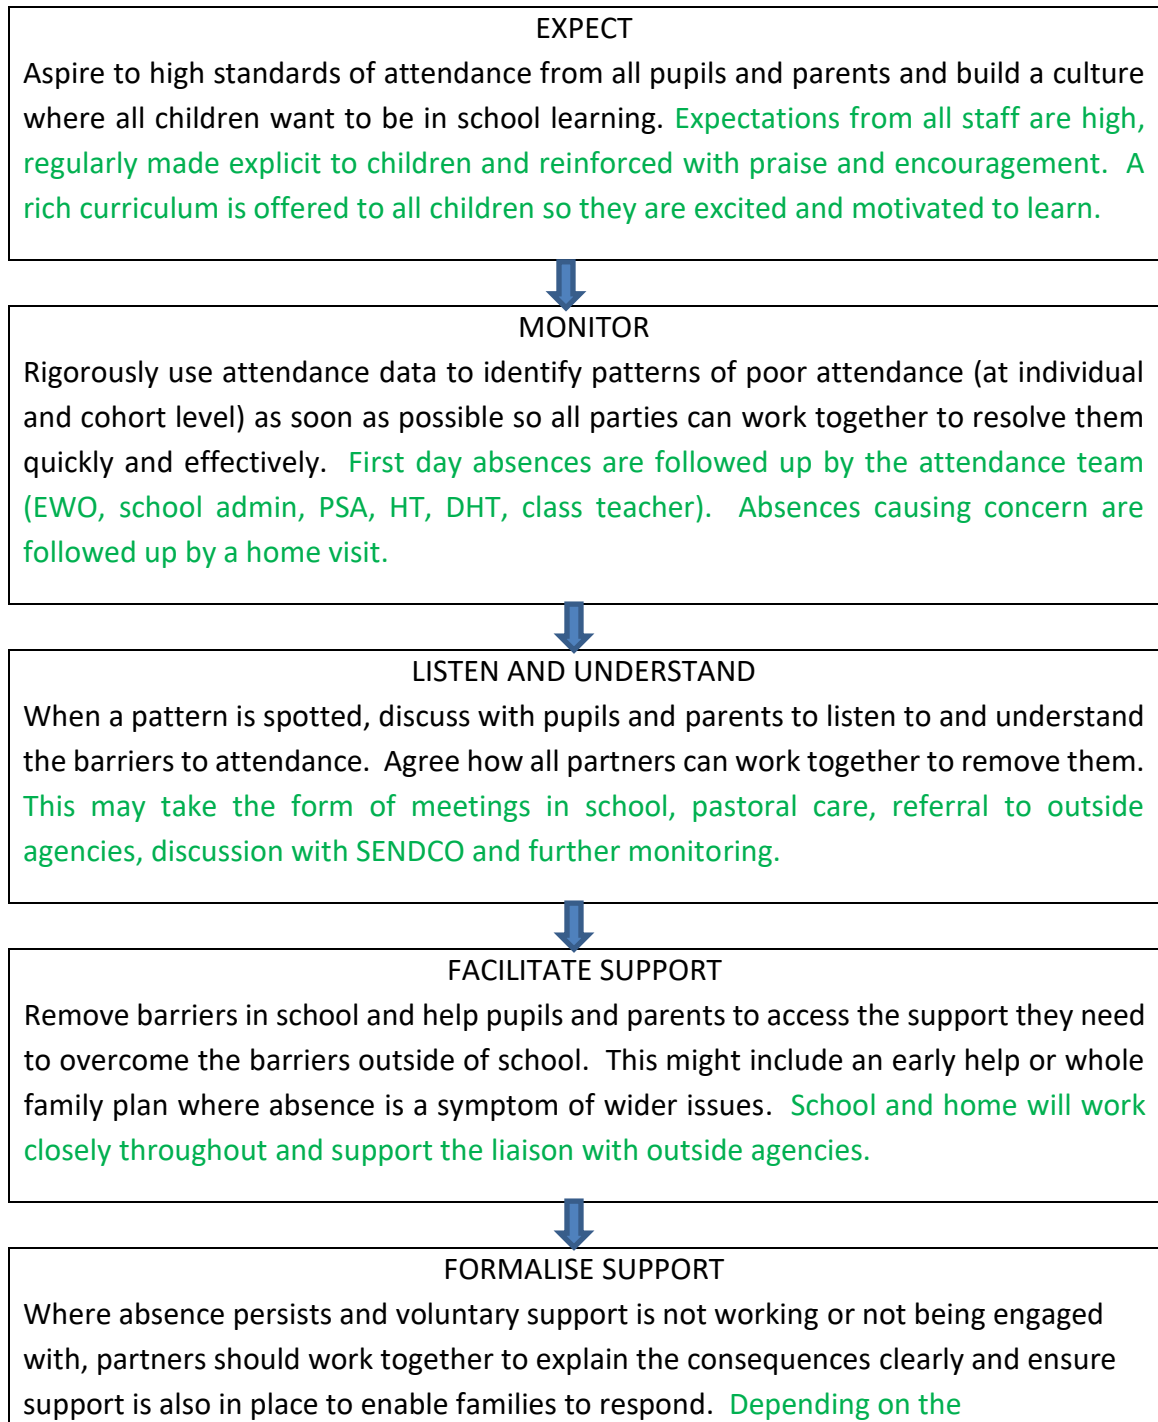 EXPECT
Aspire to high standards of attendance from all pupils and parents and build a culture
where all children want to be in school learning. Expectations from all staff are high,
regularly made explicit to children and reinforced with praise and encouragement. A
rich curriculum is offered to all children so they are excited and motivated to learn.
MONITOR
Rigorously use attendance data to identify patterns of poor attendance (at individual
and cohort level) as soon as possible so all parties can work together to resolve them
quickly and effectively. First day absences are followed up by the attendance team
(EWO, school admin, PSA, HT, DHT, class teacher). Absences causing concern are
followed up by a home visit.
LISTEN AND UNDERSTAND
When a pattern is spotted, discuss with pupils and parents to listen to and understand
the barriers to attendance. Agree how all partners can work together to remove them.
This may take the form of meetings in school, pastoral care, referral to outside
agencies, discussion with SENDCO and further monitoring.
FACILITATE SUPPORT
Remove barriers in school and help pupils and parents to access the support they need
to overcome the barriers outside of school. This might include an early help or whole
family plan where absence is a symptom of wider issues. School and home will work
closely throughout and support the liaison with outside agencies.
FORMALISE SUPPORT
Where absence persists and voluntary support is not working or not being engaged
with, partners should work together to explain the consequences clearly and ensure
support is also in place to enable families to respond. Depending on the